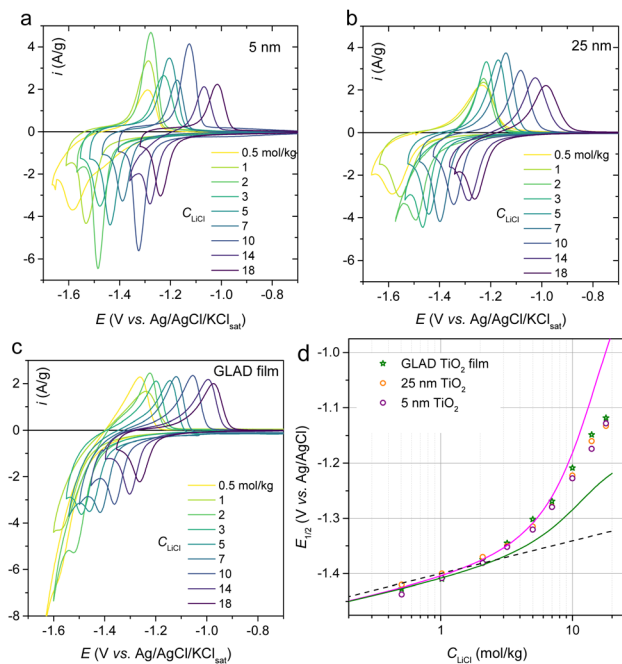 a
5 nm
i (A/g)
4
2
0
-2
-4
-6
0.5 mol/kg
1
2
3
5
7
10
14
18
C_LiCl
-1.6
-1.4
-1.2
-1.0
-0.8
E (V vs. Ag/AgCl/KCl_sat)
b
25 nm
i (A/g)
4
2
0
-2
-4
-6
0.5 mol/kg
1
2
3
5
7
10
14
18
C_LiCl
-1.6
-1.4
-1.2
-1.0
-0.8
E (V vs. Ag/AgCl/KCl_sat)
c
GLAD film
i (A/g)
4
2
0
-2
-4
-6
-8
0.5 mol/kg
1
2
3
5
7
10
14
18
C_LiCl
-1.6
-1.4
-1.2
-1.0
-0.8
E (V vs. Ag/AgCl/KCl_sat)
d
GLAD TiO₂ film
25 nm TiO₂
5 nm TiO₂
E_1/2 (V vs. Ag/AgCl)
-1.0
-1.1
-1.2
-1.3
-1.4
1
10
C_LiCl (mol/kg)